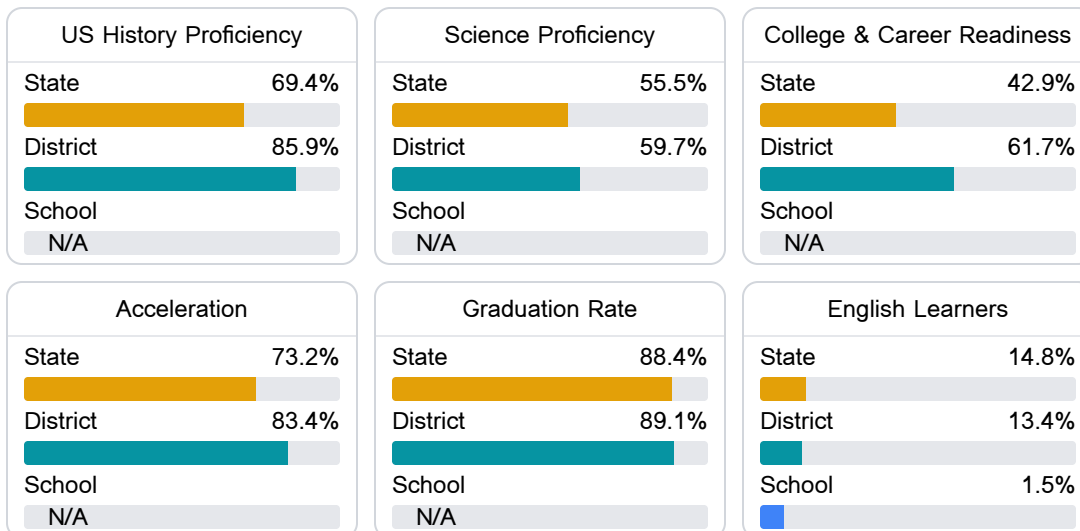 US History Proficiency
State 69.4%
District 85.9%
School
N/A
Science Proficiency
State 55.5%
District 59.7%
School
N/A
College & Career Readiness
State 42.9%
District 61.7%
School
N/A
Acceleration
State 73.2%
District 83.4%
School
N/A
Graduation Rate
State 88.4%
District 89.1%
School
N/A
English Learners
State 14.8%
District 13.4%
School 1.5%